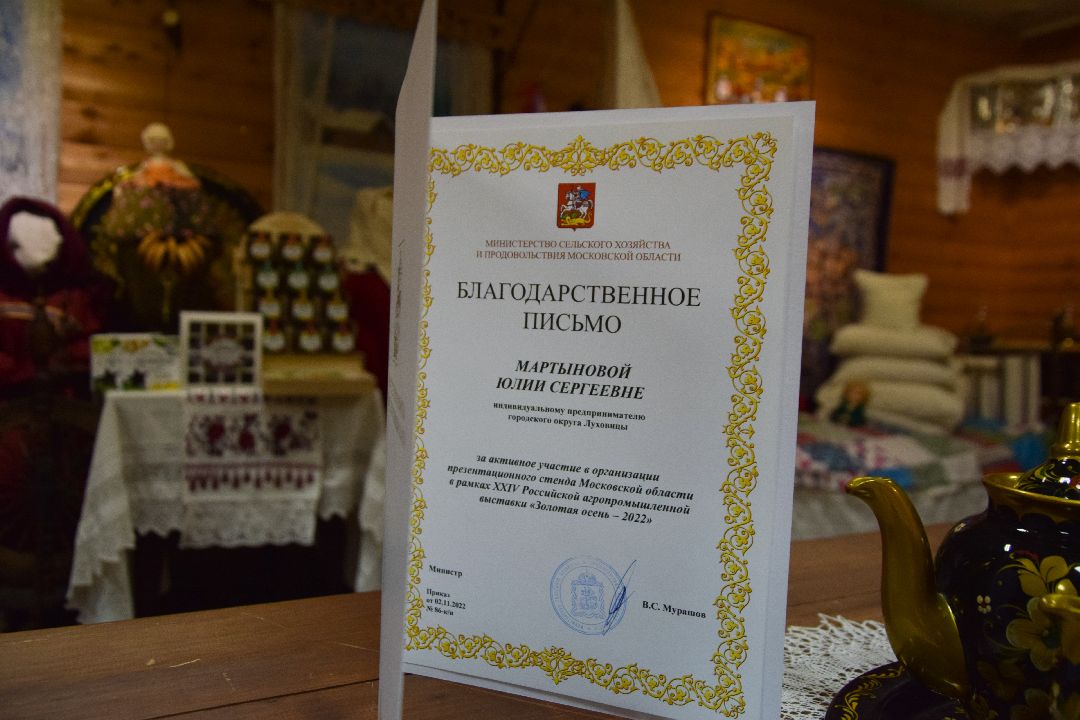 МИНИСТЕРСТВО СЕЛЬСКОГО ХОЗЯЙСТВА
И ПРОДОВОЛЬСТВИЯ МОСКОВСКОЙ ОБЛАСТИ
БЛАГОДАРСТВЕННОЕ
ПИСЬМО
МАРТЫНОВОЙ
ЮЛИИ СЕРГЕЕВНЕ
индивидуальному предпринимателю
городского округа Луховицы
за активное участие в организации
презентационного стенда Московской области
в рамках XXIV Российской агропромышленной
выставки «Золотая осень – 2022»
Министр
Приказ
от 02.11.2022
№ 86-к/н
В.С. Мурашов